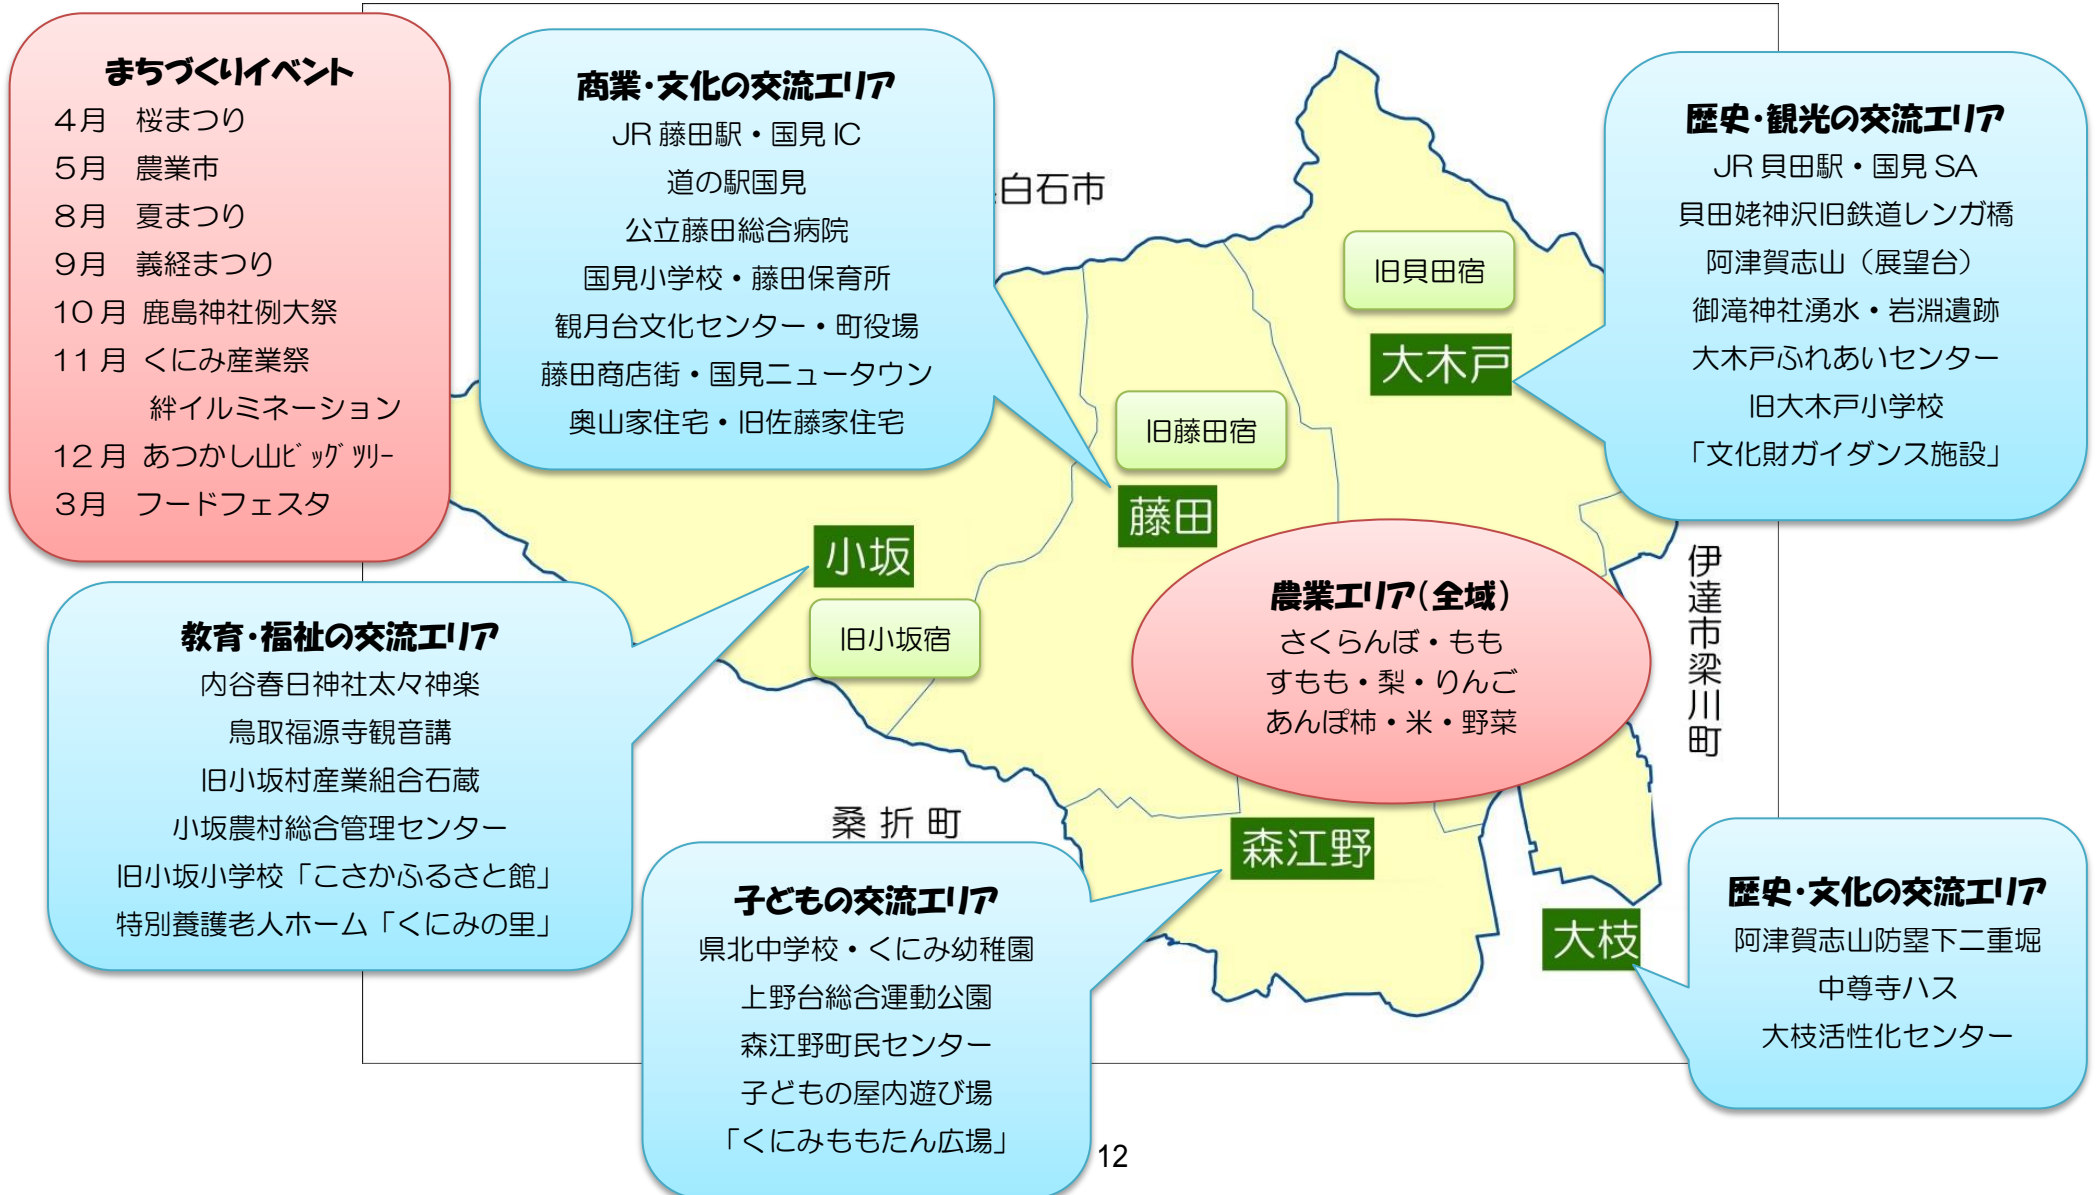 まちづくりイベント
4月　桜まつり
5月　農業市
8月　夏まつり
9月　義経まつり
10月 鹿島神社例大祭
11月 くにみ産業祭
絆イルミネーション
12月 あつかし山ﾋﾞｯｸﾞﾂﾘｰ
3月　フードフェスタ
商業・文化の交流エリア
JR 藤田駅・国見 IC
道の駅国見
公立藤田総合病院
国見小学校・藤田保育所
観月台文化センター・町役場
藤田商店街・国見ニュータウン
奥山家住宅・旧佐藤家住宅
白石市
歴史・観光の交流エリア
JR 貝田駅・国見 SA
貝田姥神沢旧鉄道レンガ橋
阿津賀志山（展望台）
御滝神社湧水・岩淵遺跡
大木戸ふれあいセンター
旧大木戸小学校
「文化財ガイダンス施設」
旧貝田宿
大木戸
旧藤田宿
藤田
小坂
旧小坂宿
農業エリア（全域）
さくらんぼ・もも
すもも・梨・りんご
あんぽ柿・米・野菜
伊達市梁川町
教育・福祉の交流エリア
内谷春日神社太々神楽
鳥取福源寺観音講
旧小坂村産業組合石蔵
小坂農村総合管理センター
旧小坂小学校「こさかふるさと館」
特別養護老人ホーム「くにみの里」
桑折町
森江野
子どもの交流エリア
県北中学校・くにみ幼稚園
上野台総合運動公園
森江野町民センター
子どもの屋内遊び場
「くにみももたん広場」
大枝
歴史・文化の交流エリア
阿津賀志山防塁下二重堀
中尊寺ハス
大枝活性化センター
12